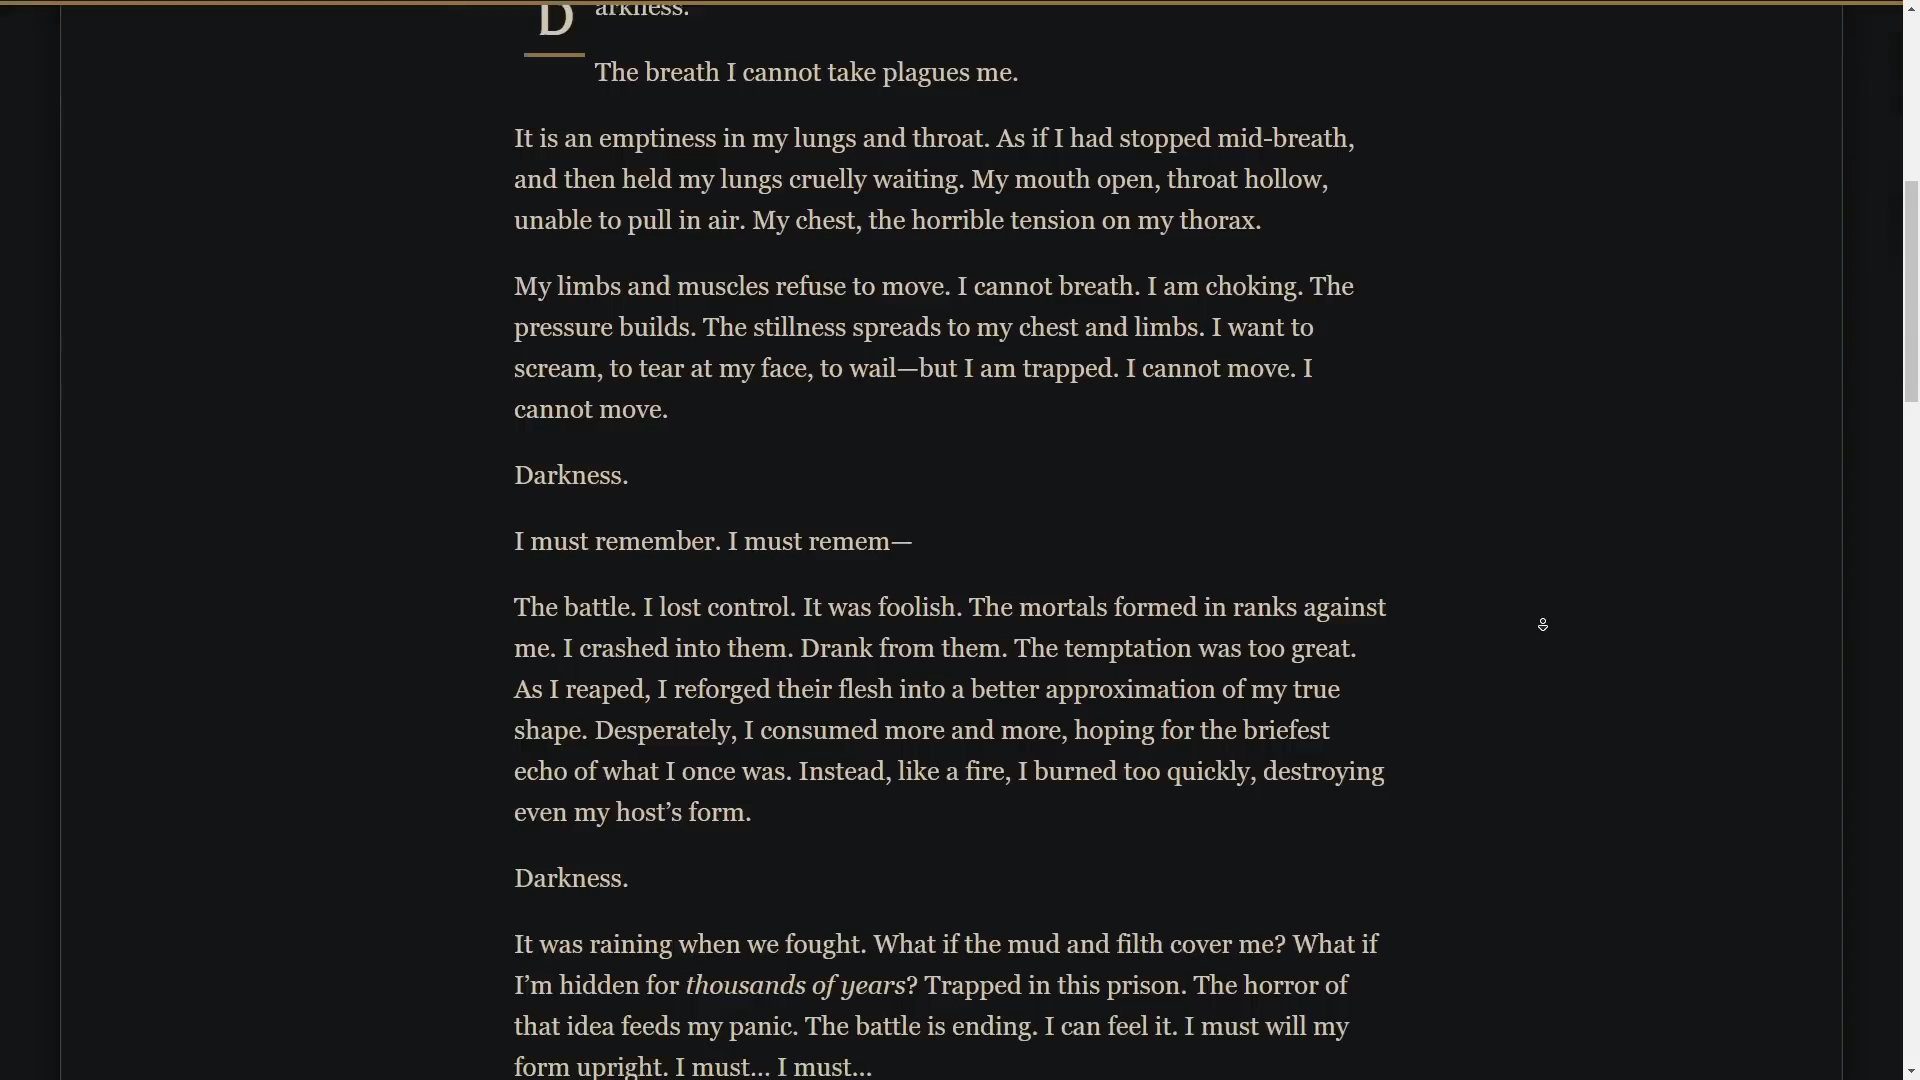 Darkness.
The breath I cannot take plagues me.
It is an emptiness in my lungs and throat. As if I had stopped mid-breath,
and then held my lungs cruelly waiting. My mouth open, throat hollow,
unable to pull in air. My chest, the horrible tension on my thorax.
My limbs and muscles refuse to move. I cannot breath. I am choking. The
pressure builds. The stillness spreads to my chest and limbs. I want to
scream, to tear at my face, to wail—but I am trapped. I cannot move. I
cannot move.
Darkness.
I must remember. I must remem—
The battle. I lost control. It was foolish. The mortals formed in ranks against
me. I crashed into them. Drank from them. The temptation was too great.
As I reaped, I reforged their flesh into a better approximation of my true
shape. Desperately, I consumed more and more, hoping for the briefest
echo of what I once was. Instead, like a fire, I burned too quickly, destroying
even my host’s form.
Darkness.
It was raining when we fought. What if the mud and filth cover me? What if
I’m hidden for thousands of years? Trapped in this prison. The horror of
that idea feeds my panic. The battle is ending. I can feel it. I must will my
form upright. I must... I must...